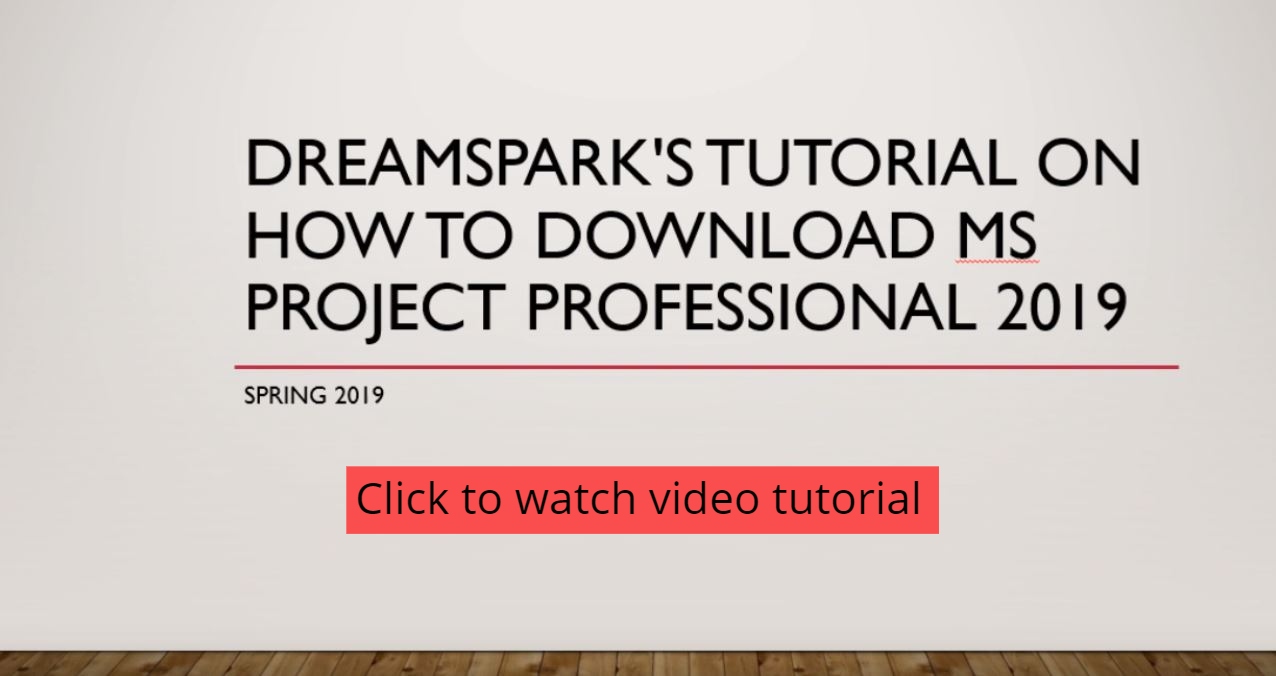 DREAMSPARK'S TUTORIAL ON
HOW TO DOWNLOAD MS
PROJECT PROFESSIONAL 2019
SPRING 2019
Click to watch video tutorial